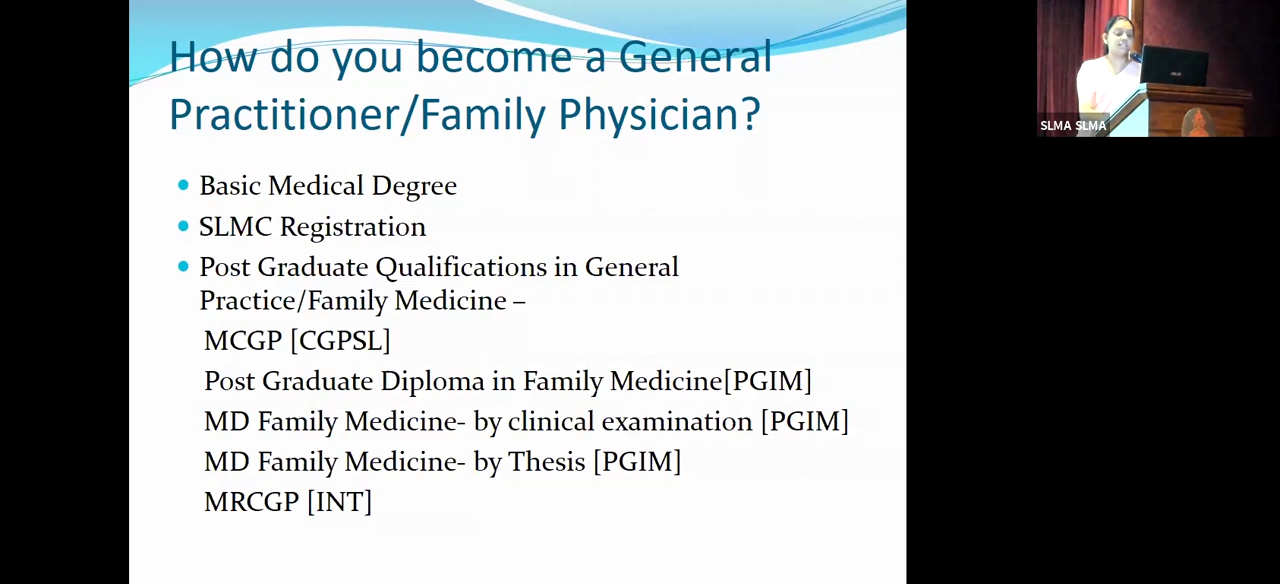 How do you become a General
Practitioner/Family Physician?
Basic Medical Degree
SLMC Registration
Post Graduate Qualifications in General
Practice/Family Medicine –
MCGP [CGPSL]
Post Graduate Diploma in Family Medicine[PGIM]
MD Family Medicine- by clinical examination [PGIM]
MD Family Medicine- by Thesis [PGIM]
MRCGP [INT]
SLMA SLMA